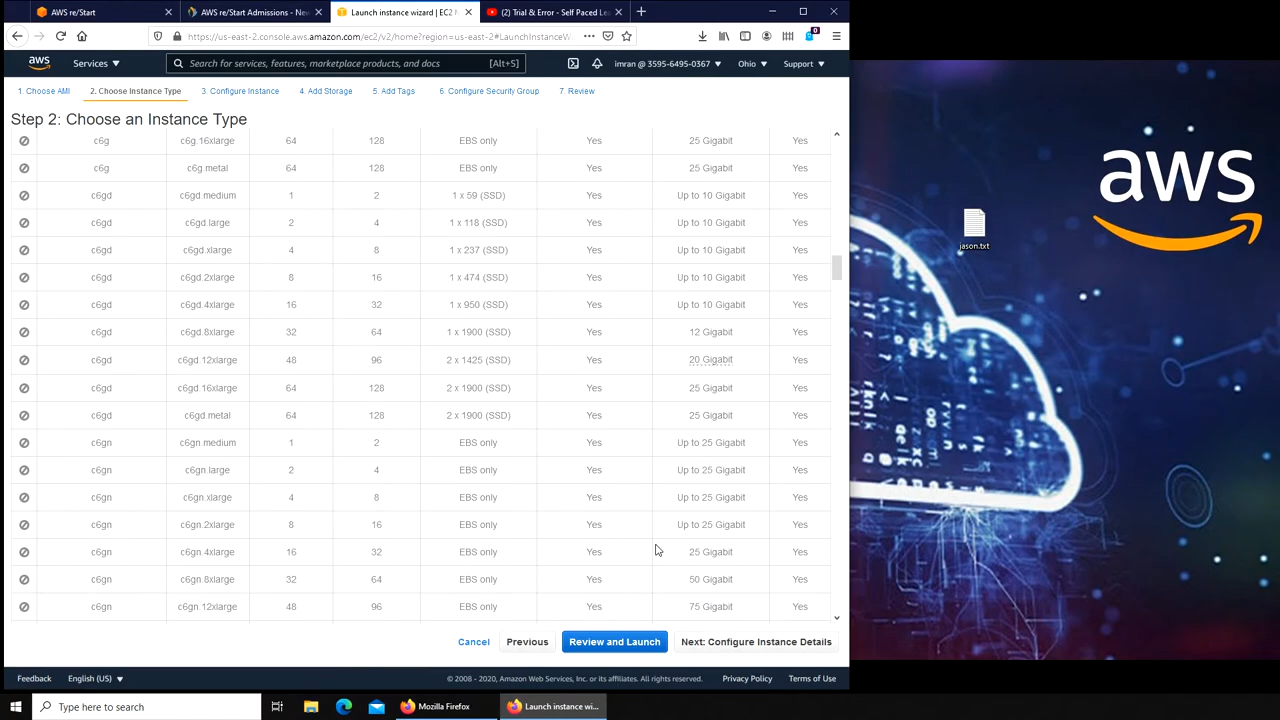 AWS re/Start
AWS re/Start Admissions - New
Launch instance wizard | EC2 M
(2) Trial & Error - Self Paced Le
https://us-east-2.console.aws.amazon.com/ec2/v2/home?region=us-east-2#LaunchInstanceWi
0
aws
Services
Search for services, features, marketplace products, and docs
[Alt+S]
imran @ 3595-6495-0367
Ohio
Support
1. Choose AMI
2. Choose Instance Type
3. Configure Instance
4. Add Storage
5. Add Tags
6. Configure Security Group
7. Review
Step 2: Choose an Instance Type
c6g c6g.16xlarge 64 128 EBS only Yes 25 Gigabit Yes
c6g c6g.metal 64 128 EBS only Yes 25 Gigabit Yes
c6gd c6gd.medium 1 2 1 x 59 (SSD) Yes Up to 10 Gigabit Yes
c6gd c6gd.large 2 4 1 x 118 (SSD) Yes Up to 10 Gigabit Yes
c6gd c6gd.xlarge 4 8 1 x 237 (SSD) Yes Up to 10 Gigabit Yes
c6gd c6gd.2xlarge 8 16 1 x 474 (SSD) Yes Up to 10 Gigabit Yes
c6gd c6gd.4xlarge 16 32 1 x 950 (SSD) Yes Up to 10 Gigabit Yes
c6gd c6gd.8xlarge 32 64 1 x 1900 (SSD) Yes 12 Gigabit Yes
c6gd c6gd.12xlarge 48 96 2 x 1425 (SSD) Yes 20 Gigabit Yes
c6gd c6gd.16xlarge 64 128 2 x 1900 (SSD) Yes 25 Gigabit Yes
c6gd c6gd.metal 64 128 2 x 1900 (SSD) Yes 25 Gigabit Yes
c6gn c6gn.medium 1 2 EBS only Yes Up to 25 Gigabit Yes
c6gn c6gn.large 2 4 EBS only Yes Up to 25 Gigabit Yes
c6gn c6gn.xlarge 4 8 EBS only Yes Up to 25 Gigabit Yes
c6gn c6gn.2xlarge 8 16 EBS only Yes Up to 25 Gigabit Yes
c6gn c6gn.4xlarge 16 32 EBS only Yes 25 Gigabit Yes
c6gn c6gn.8xlarge 32 64 EBS only Yes 50 Gigabit Yes
c6gn c6gn.12xlarge 48 96 EBS only Yes 75 Gigabit Yes
Cancel
Previous
Review and Launch
Next: Configure Instance Details
Feedback
English (US)
© 2008 - 2020, Amazon Web Services, Inc. or its affiliates. All rights reserved.
Privacy Policy
Terms of Use
Type here to search
Mozilla Firefox
Launch instance wi...
aws
jason.txt